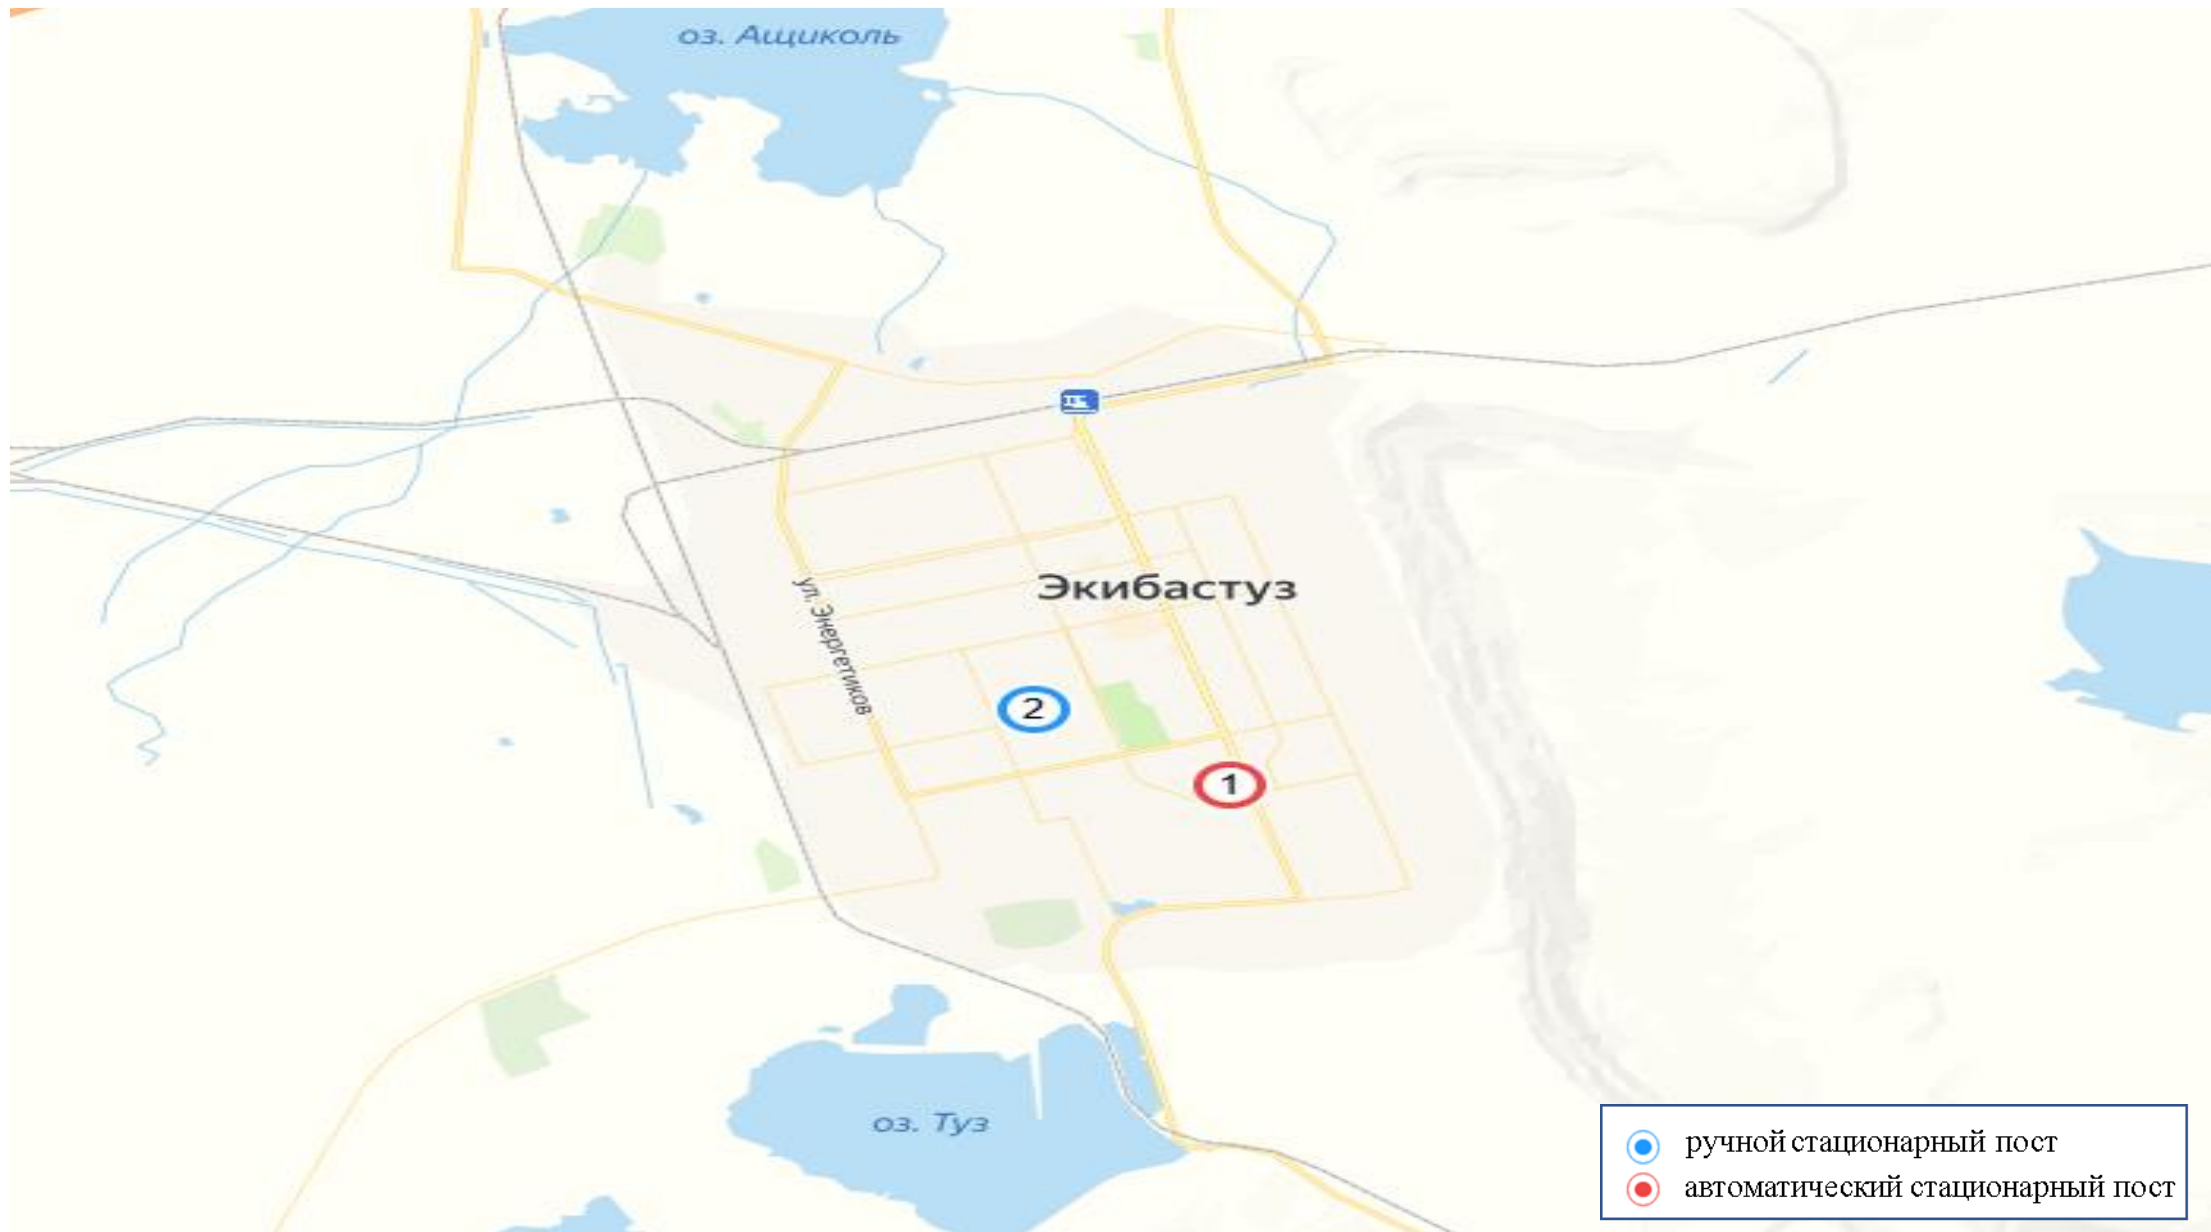 оз. Ащиколь
Экибастуз
ул. Энергетиков
2
1
оз. Туз
ручной стационарный пост
автоматический стационарный пост